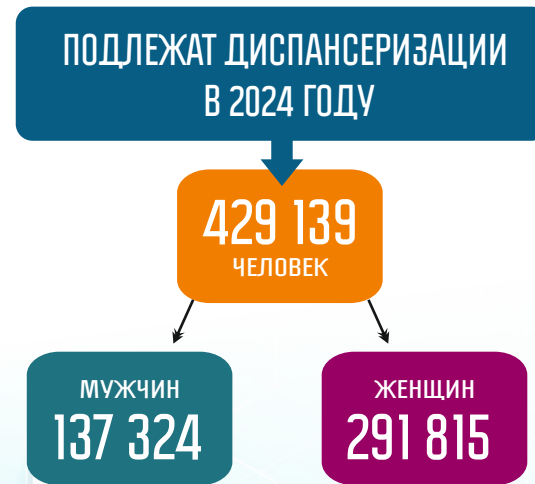 ПОДЛЕЖАТ ДИСПАНСЕРИЗАЦИИ
В 2024 ГОДУ
429 139
ЧЕЛОВЕК
МУЖЧИН
137 324
ЖЕНЩИН
291 815